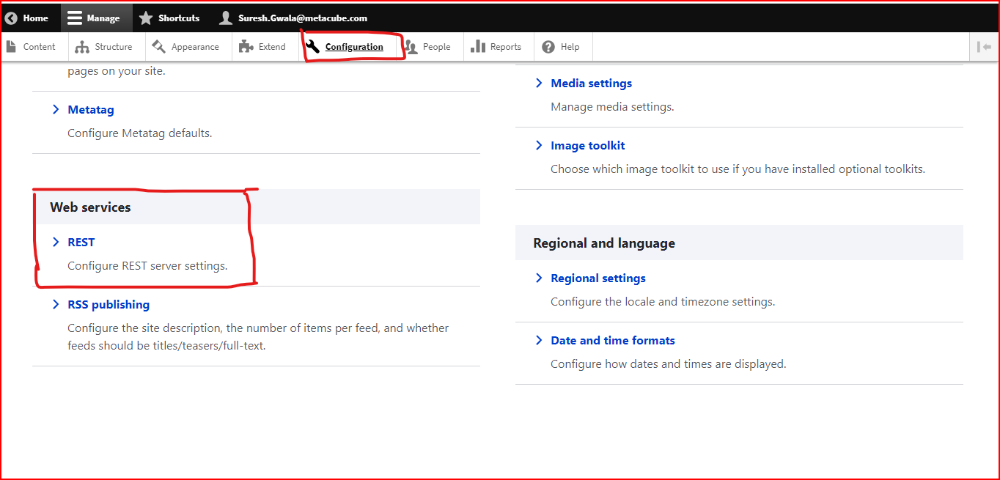 Home Manage Shortcuts Suresh.Gwala@metacube.com
Content Structure Appearance Extend Configuration People Reports Help
pages on your site.
Metatag
Configure Metatag defaults.
Web services
REST
Configure REST server settings.
RSS publishing
Configure the site description, the number of items per feed, and whether
feeds should be titles/teasers/full-text.
Media settings
Manage media settings.
Image toolkit
Choose which image toolkit to use if you have installed optional toolkits.
Regional and language
Regional settings
Configure the locale and timezone settings.
Date and time formats
Configure how dates and times are displayed.